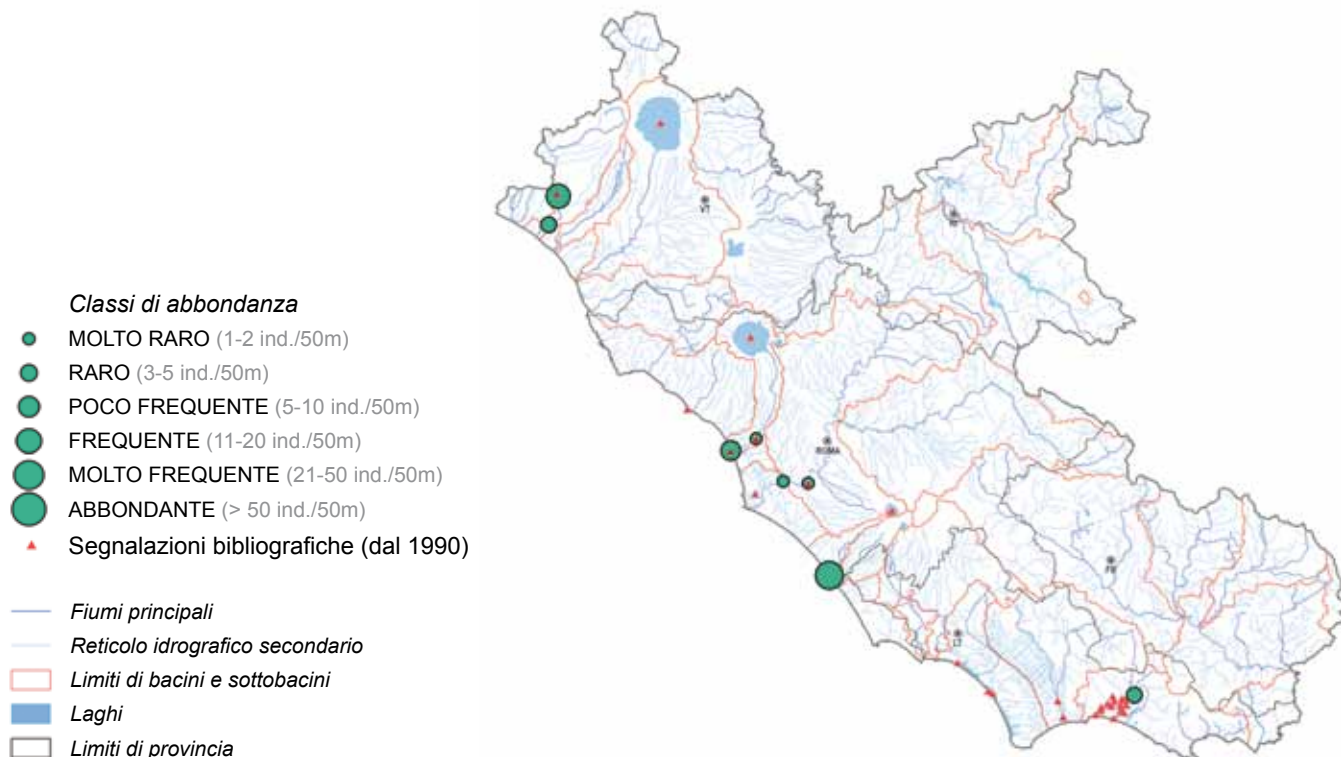 Classi di abbondanza
MOLTO RARO (1-2 ind./50m)
RARO (3-5 ind./50m)
POCO FREQUENTE (5-10 ind./50m)
FREQUENTE (11-20 ind./50m)
MOLTO FREQUENTE (21-50 ind./50m)
ABBONDANTE (> 50 ind./50m)
Segnalazioni bibliografiche (dal 1990)
Fiumi principali
Reticolo idrografico secondario
Limiti di bacini e sottobacini
Laghi
Limiti di provincia
VT
RI
ROMA
FR
LT